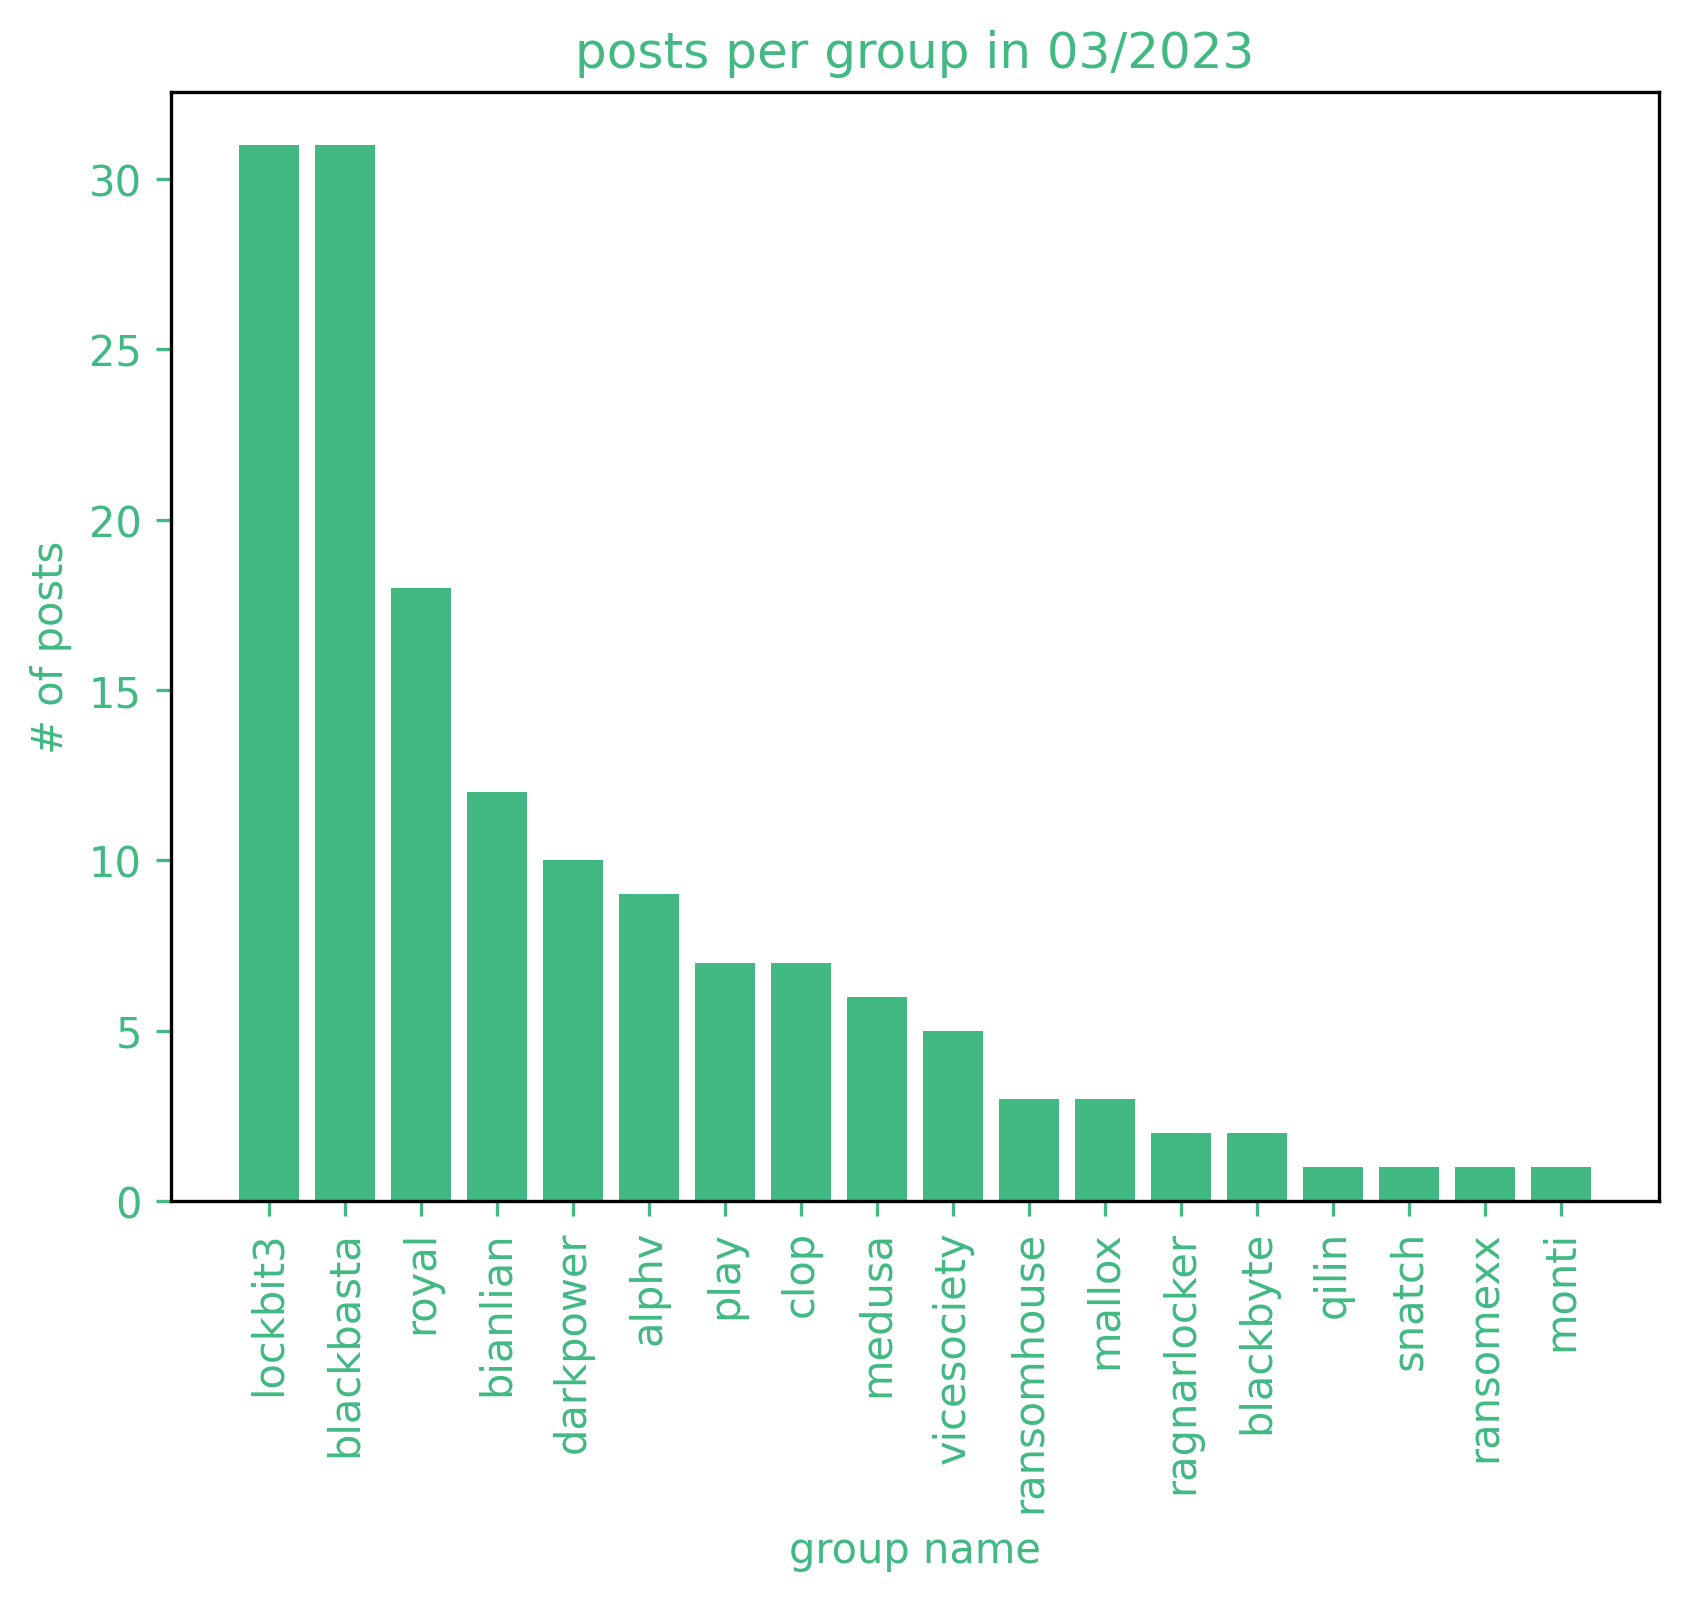 posts per group in 03/2023
# of posts
30
25
20
15
10
5
0
lockbit3
blackbasta
royal
bianlian
darkpower
alphv
play
clop
medusa
vicesociety
ransomhouse
mallox
ragnarlocker
blackbyte
qilin
snatch
ransomexx
monti
group name